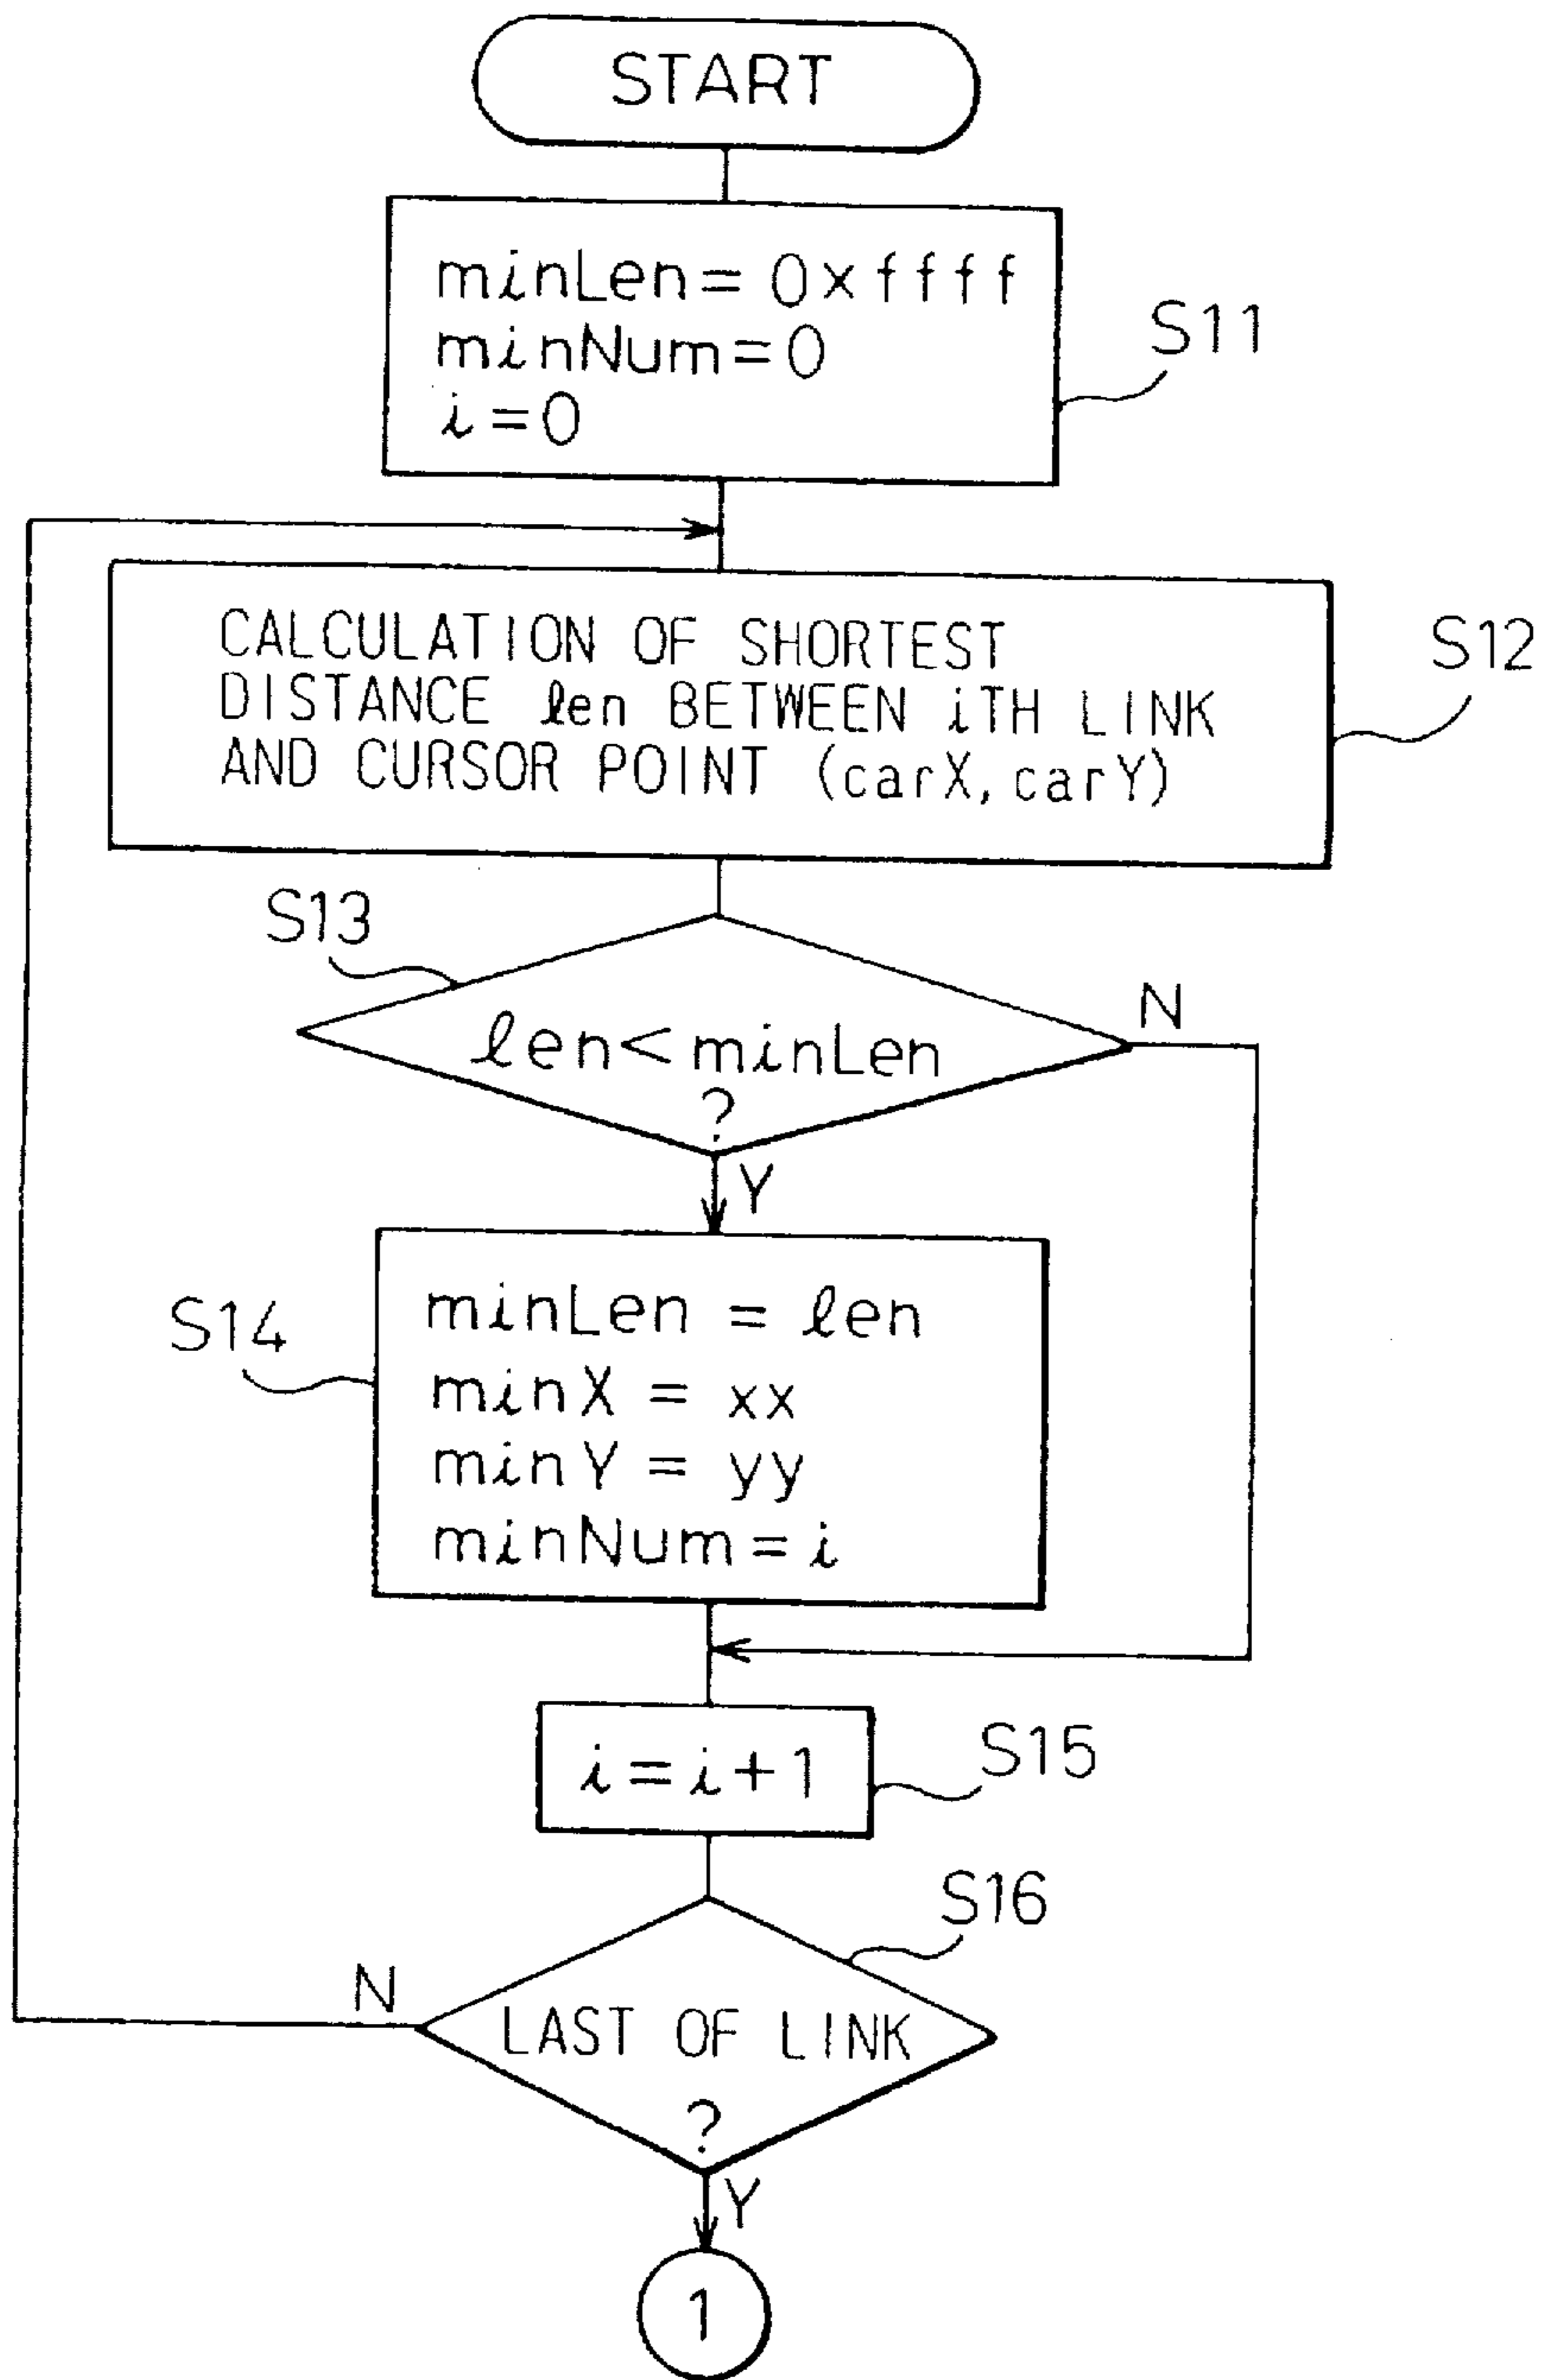 START
minLen = 0xffff
minNum = 0
i = 0
S11
CALCULATION OF SHORTEST
DISTANCE len BETWEEN iTH LINK
AND CURSOR POINT (carX, carY)
S12
S13
len < minLen
?
N
Y
S14
minLen = len
minX = xx
minY = yy
minNum = i
i = i + 1
S15
S16
N
LAST OF LINK
?
Y
1